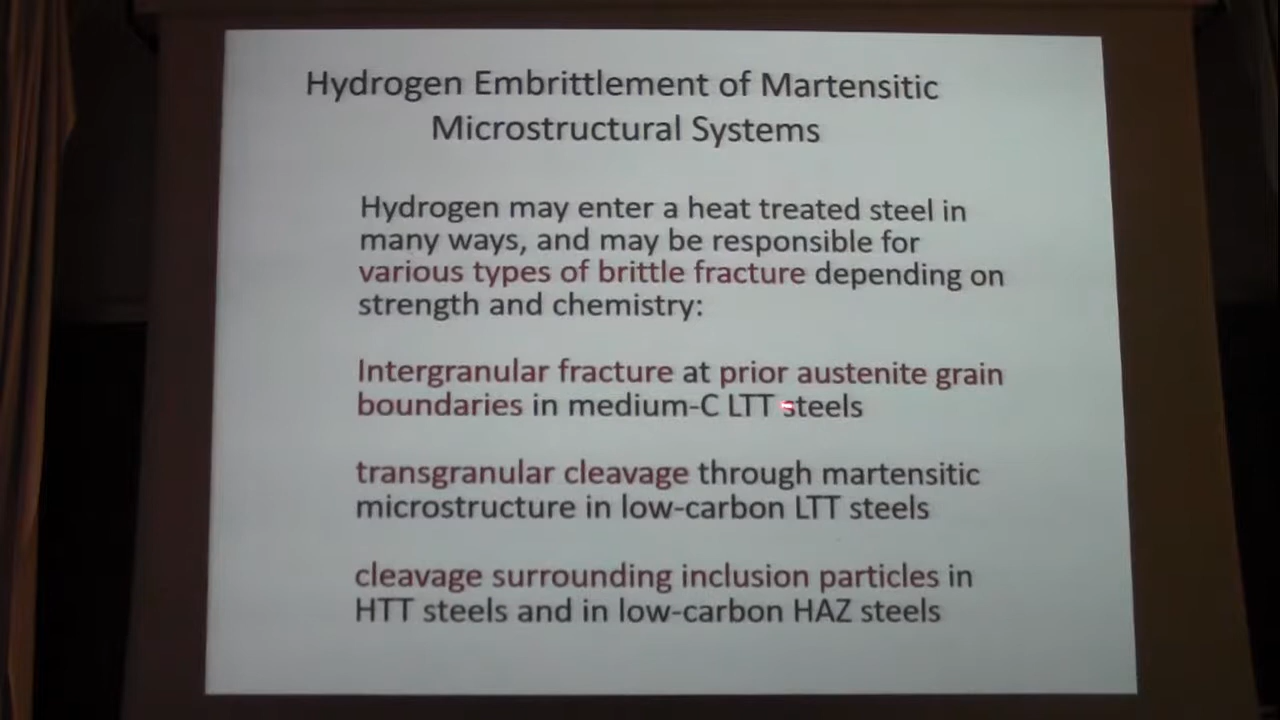 Hydrogen Embrittlement of Martensitic
Microstructural Systems
Hydrogen may enter a heat treated steel in
many ways, and may be responsible for
various types of brittle fracture depending on
strength and chemistry:
Intergranular fracture at prior austenite grain
boundaries in medium-C LTT steels
transgranular cleavage through martensitic
microstructure in low-carbon LTT steels
cleavage surrounding inclusion particles in
HTT steels and in low-carbon HAZ steels